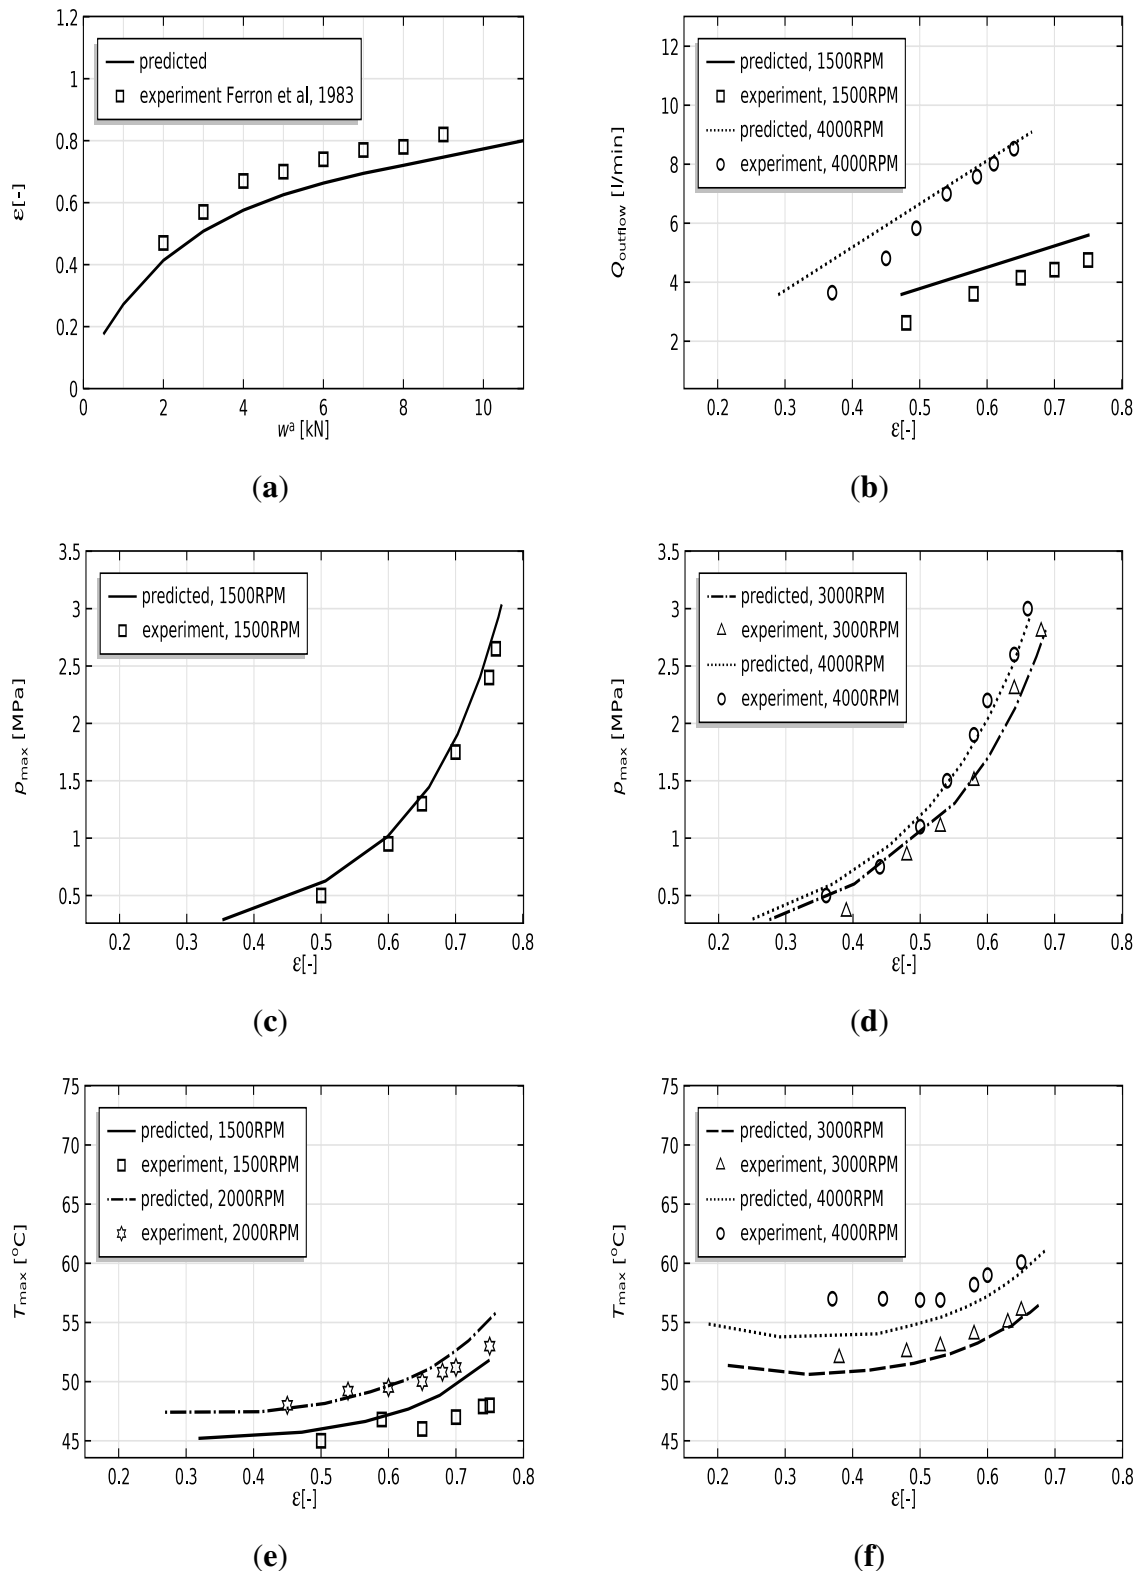 1.2
1
0.8
0.6
0.4
0.2
0
ε[-]
predicted
experiment Ferron et al, 1983
0 2 4 6 8 10
wᵃ [kN]
(a)
12
10
8
6
4
2
Q_outflow [l/min]
predicted, 1500RPM
experiment, 1500RPM
predicted, 4000RPM
experiment, 4000RPM
0.2 0.3 0.4 0.5 0.6 0.7 0.8
ε[-]
(b)
3.5
3
2.5
2
1.5
1
0.5
p_max [MPa]
predicted, 1500RPM
experiment, 1500RPM
0.2 0.3 0.4 0.5 0.6 0.7 0.8
ε[-]
(c)
3.5
3
2.5
2
1.5
1
0.5
p_max [MPa]
predicted, 3000RPM
experiment, 3000RPM
predicted, 4000RPM
experiment, 4000RPM
0.2 0.3 0.4 0.5 0.6 0.7 0.8
ε[-]
(d)
75
70
65
60
55
50
45
T_max [°C]
predicted, 1500RPM
experiment, 1500RPM
predicted, 2000RPM
experiment, 2000RPM
0.2 0.3 0.4 0.5 0.6 0.7 0.8
ε[-]
(e)
75
70
65
60
55
50
45
T_max [°C]
predicted, 3000RPM
experiment, 3000RPM
predicted, 4000RPM
experiment, 4000RPM
0.2 0.3 0.4 0.5 0.6 0.7 0.8
ε[-]
(f)